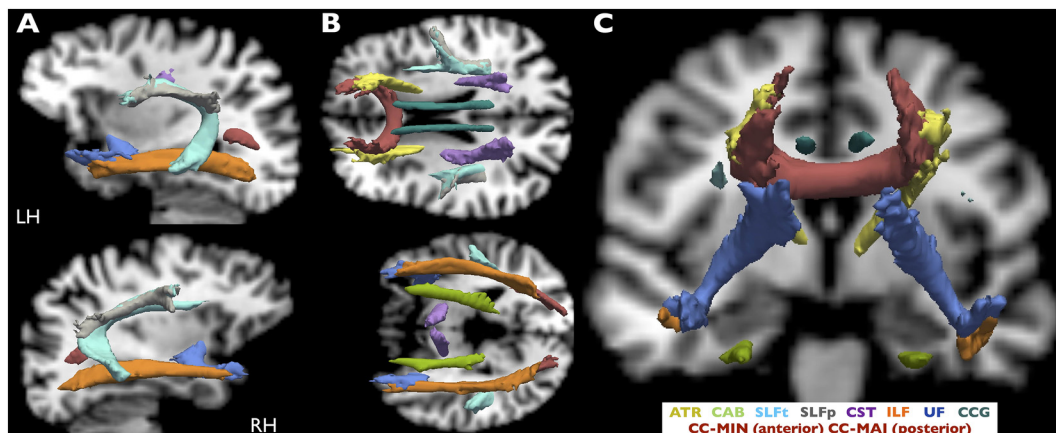 A
B
C
LH
RH
ATR CAB SLFt SLFp CST ILF UF CCG
CC-MIN (anterior) CC-MAJ (posterior)